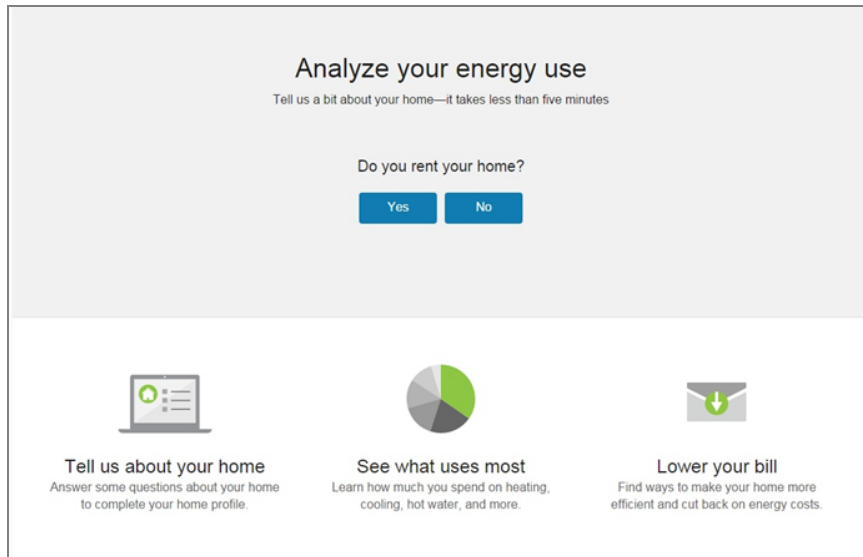 Analyze your energy use
Tell us a bit about your home—it takes less than five minutes
Do you rent your home?
Yes No
Tell us about your home
Answer some questions about your home
to complete your home profile.
See what uses most
Learn how much you spend on heating,
cooling, hot water, and more.
Lower your bill
Find ways to make your home more
efficient and cut back on energy costs.